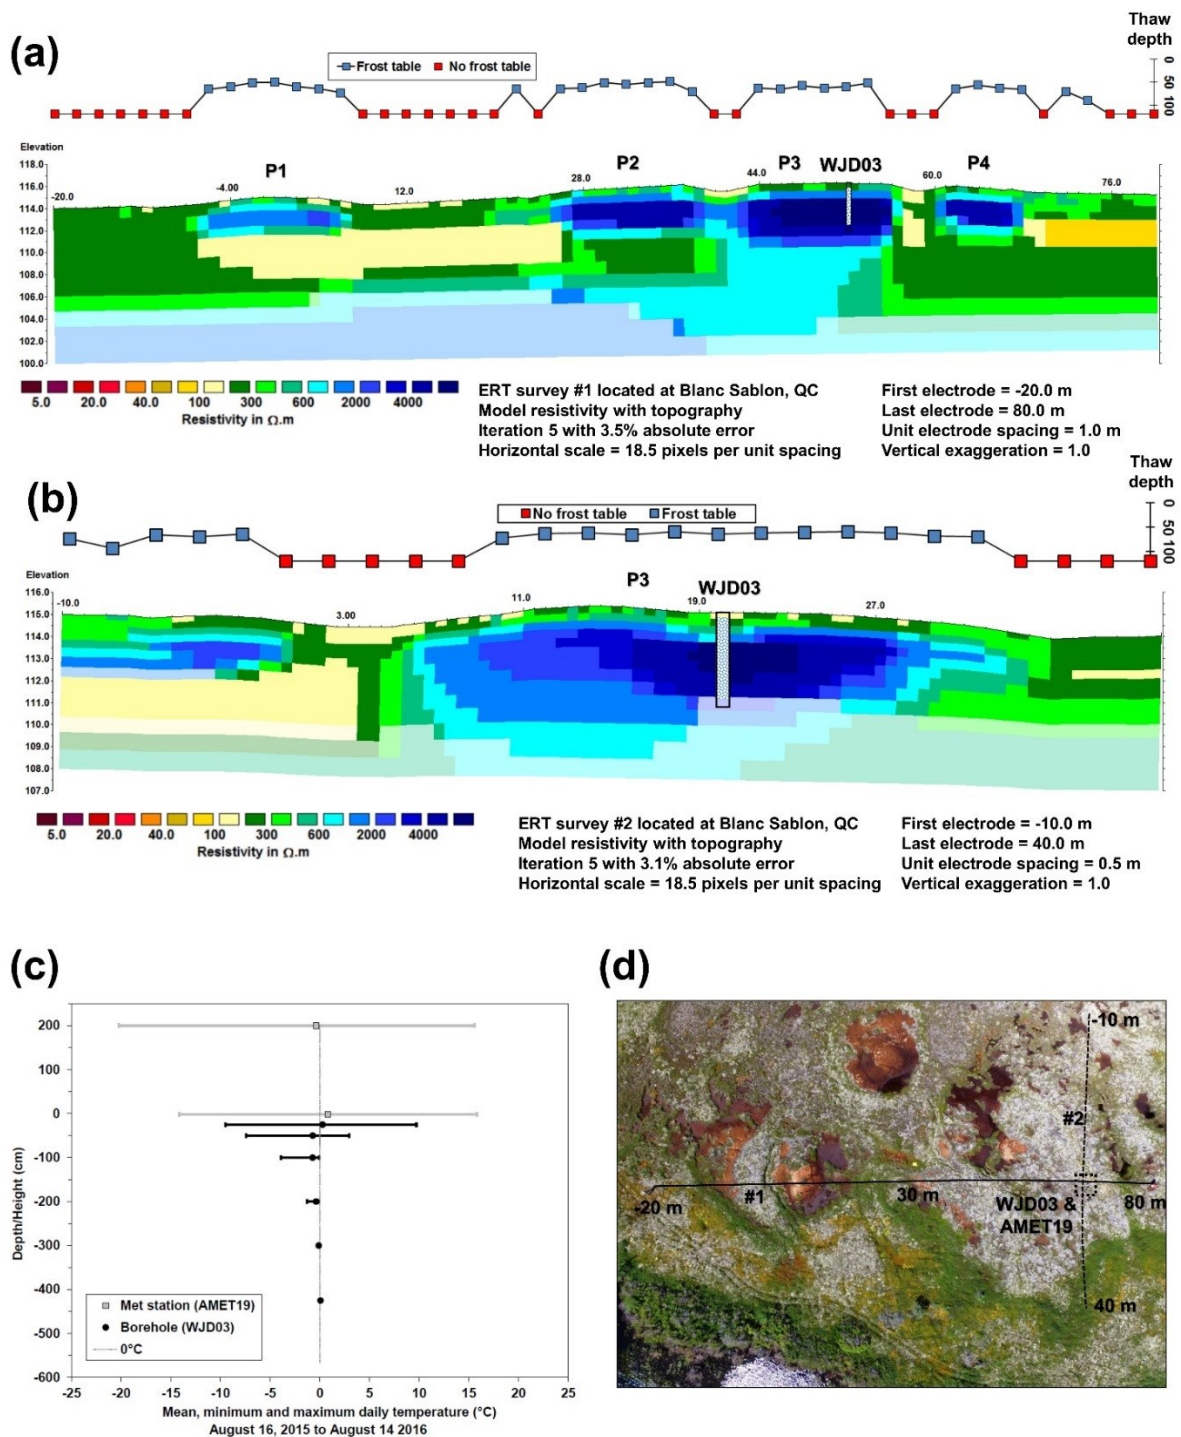 (a)
Thaw
depth
0
50
100
Frost table No frost table
Elevation
118.0
116.0
114.0
112.0
110.0
108.0
106.0
104.0
102.0
100.0
P1 P2 P3 WJD03 P4
-20.0 -4.00 12.0 28.0 44.0 60.0 76.0
5.0 20.0 40.0 100 300 600 2000 4000
Resistivity in Ω.m
ERT survey #1 located at Blanc Sablon, QC
Model resistivity with topography
Iteration 5 with 3.5% absolute error
Horizontal scale = 18.5 pixels per unit spacing
First electrode = -20.0 m
Last electrode = 80.0 m
Unit electrode spacing = 1.0 m
Vertical exaggeration = 1.0
(b)
Thaw
depth
0
50
100
No frost table Frost table
Elevation
116.0
115.0
114.0
113.0
112.0
111.0
110.0
109.0
108.0
107.0
P3 WJD03
-10.0 3.00 11.0 19.0 27.0
5.0 20.0 40.0 100 300 600 2000 4000
Resistivity in Ω.m
ERT survey #2 located at Blanc Sablon, QC
Model resistivity with topography
Iteration 5 with 3.1% absolute error
Horizontal scale = 18.5 pixels per unit spacing
First electrode = -10.0 m
Last electrode = 40.0 m
Unit electrode spacing = 0.5 m
Vertical exaggeration = 1.0
(c)
Depth/Height (cm)
200
100
0
-100
-200
-300
-400
-500
-600
Met station (AMET19)
Borehole (WJD03)
0°C
-25 -20 -15 -10 -5 0 5 10 15 20 25
Mean, minimum and maximum daily temperature (°C)
August 16, 2015 to August 14 2016
(d)
-10 m
#2
#1
-20 m
30 m
WJD03 &
AMET19
80 m
40 m